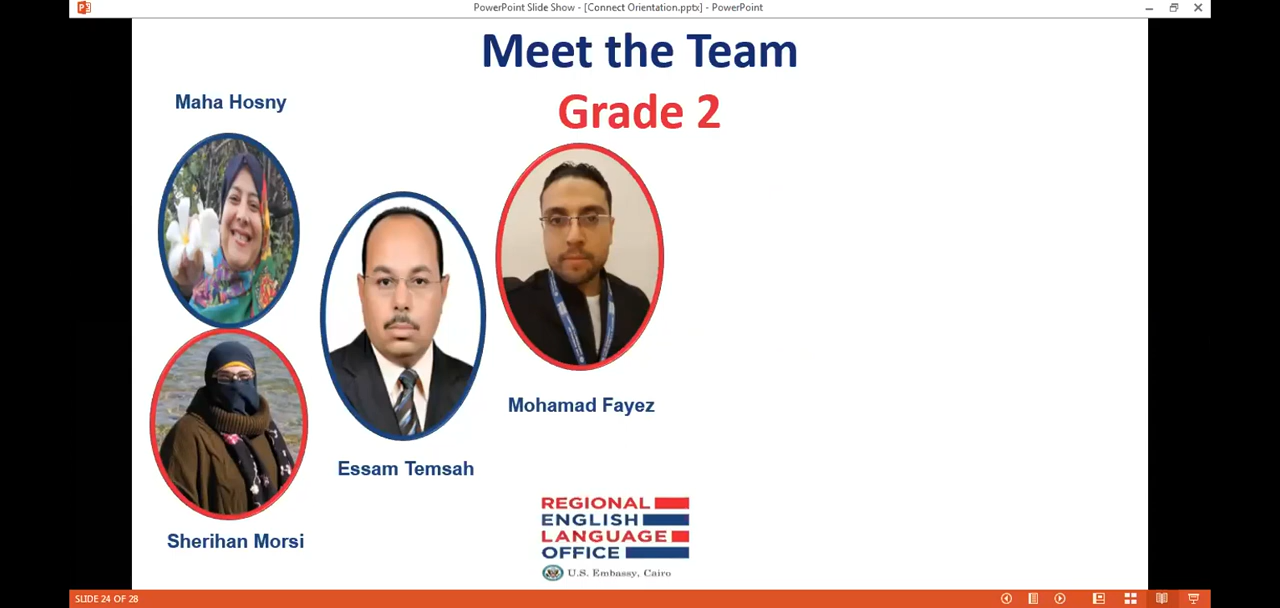 PowerPoint Slide Show - [Connect Orientation.pptx] - PowerPoint
Meet the Team
Grade 2
Maha Hosny
Mohamad Fayez
Essam Temsah
Sherihan Morsi
REGIONAL
ENGLISH
LANGUAGE
OFFICE
U.S. Embassy, Cairo
SLIDE 24 OF 28